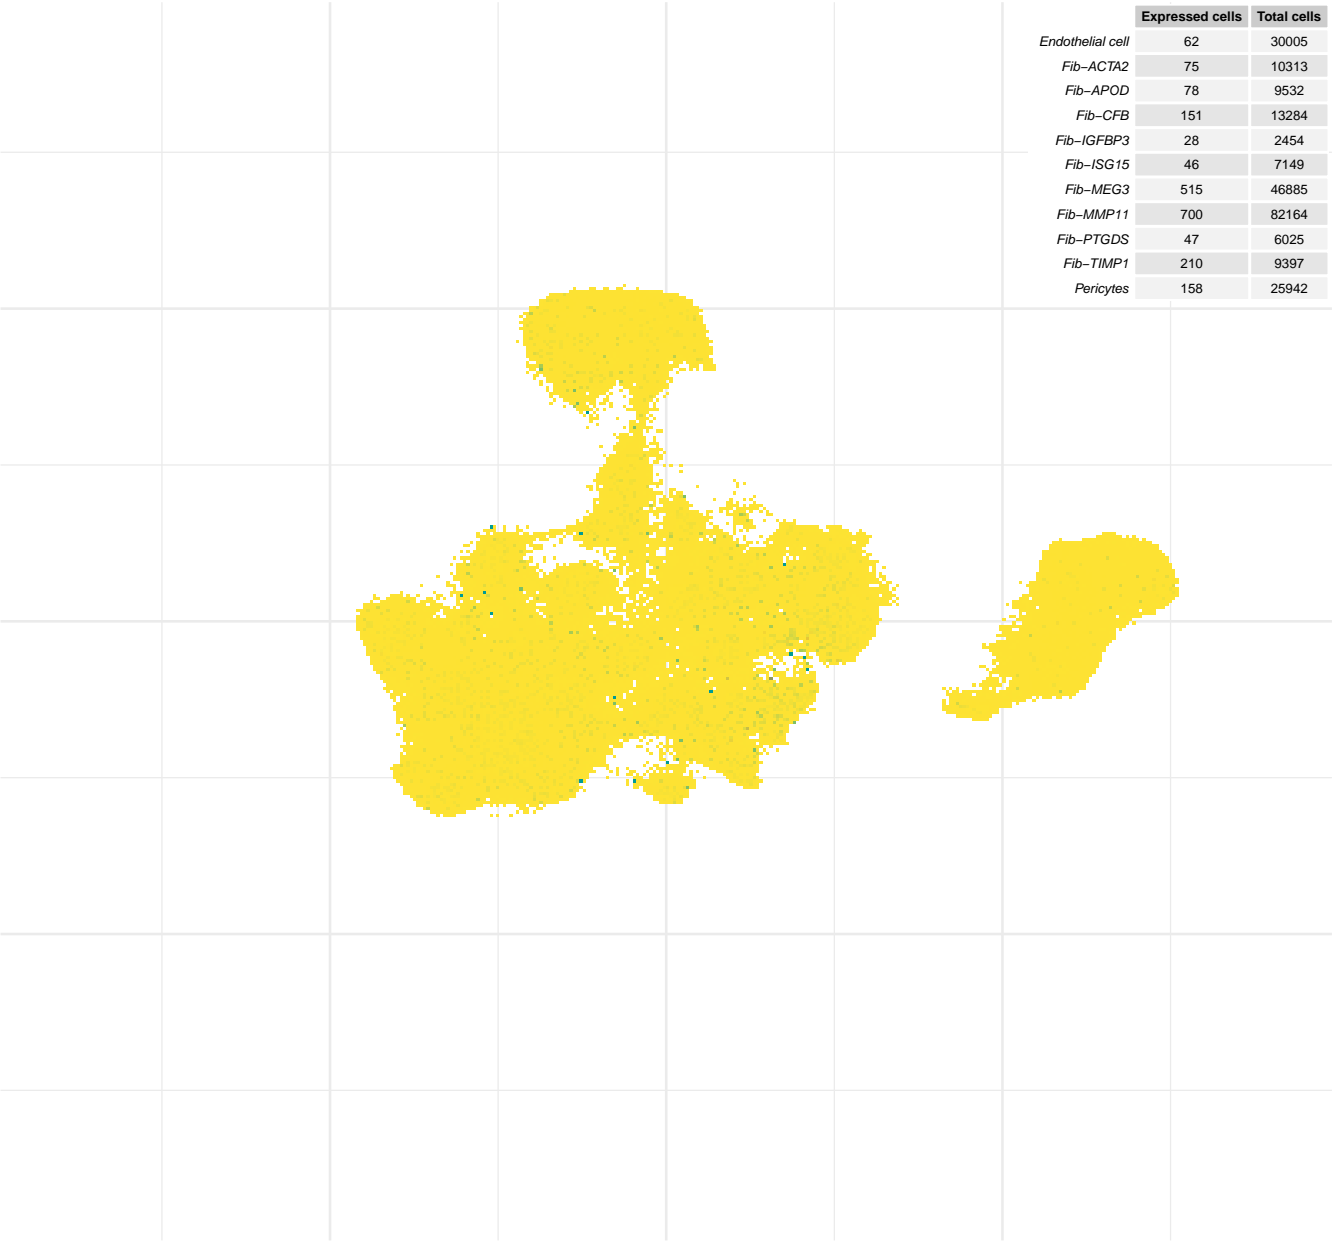 Expressed cells Total cells
Endothelial cell 62 30005
Fib−ACTA2 75 10313
Fib−APOD 78 9532
Fib−CFB 151 13284
Fib−IGFBP3 28 2454
Fib−ISG15 46 7149
Fib−MEG3 515 46885
Fib−MMP11 700 82164
Fib−PTGDS 47 6025
Fib−TIMP1 210 9397
Pericytes 158 25942